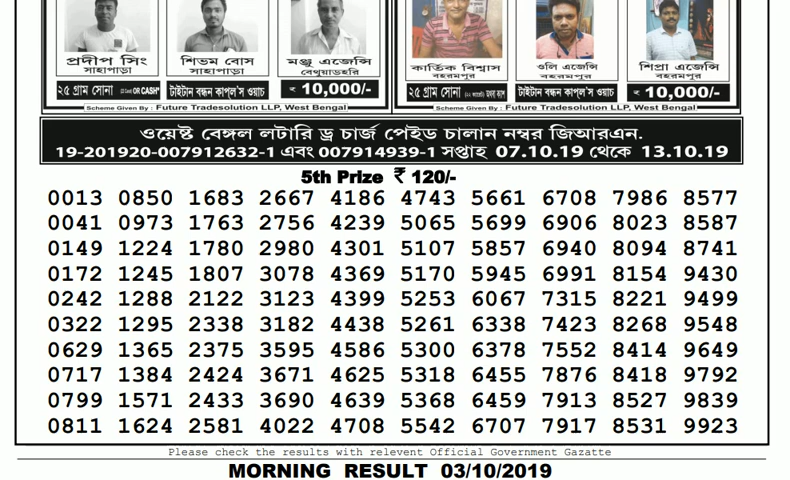 প্রদীপ সিং শিভম বোস মঞ্জু এজেন্সি কার্তিক বিশ্বাস ওলি এজেন্সি শিপ্রা এজেন্সি
সাহাপাড়া সাহাপাড়া বেথুয়াডহরি বহরমপুর বহরমপুর বহরমপুর
২৫ গ্রাম সোনা OR CASH* টাইটান বন্ধন কাপ্‌ল'স ওয়াচ ₹ 10,000/- ২৫ গ্রাম সোনা টাইটান বন্ধন কাপ্‌ল'স ওয়াচ ₹ 10,000/-
Scheme Given By : Future Tradesolution LLP, West Bengal Scheme Given By : Future Tradesolution LLP, West Bengal
ওয়েষ্ট বেঙ্গল লটারি ড্র চার্জ পেইড চালান নম্বর জিআরএন.
19-201920-007912632-1 এবং 007914939-1 সপ্তাহ 07.10.19 থেকে 13.10.19
5th Prize ₹ 120/-
0013 0850 1683 2667 4186 4743 5661 6708 7986 8577
0041 0973 1763 2756 4239 5065 5699 6906 8023 8587
0149 1224 1780 2980 4301 5107 5857 6940 8094 8741
0172 1245 1807 3078 4369 5170 5945 6991 8154 9430
0242 1288 2122 3123 4399 5253 6067 7315 8221 9499
0322 1295 2338 3182 4438 5261 6338 7423 8268 9548
0629 1365 2375 3595 4586 5300 6378 7552 8414 9649
0717 1384 2424 3671 4625 5318 6455 7876 8418 9792
0799 1571 2433 3690 4639 5368 6459 7913 8527 9839
0811 1624 2581 4022 4708 5542 6707 7917 8531 9923
Please check the results with relevent Official Government Gazatte
MORNING RESULT 03/10/2019